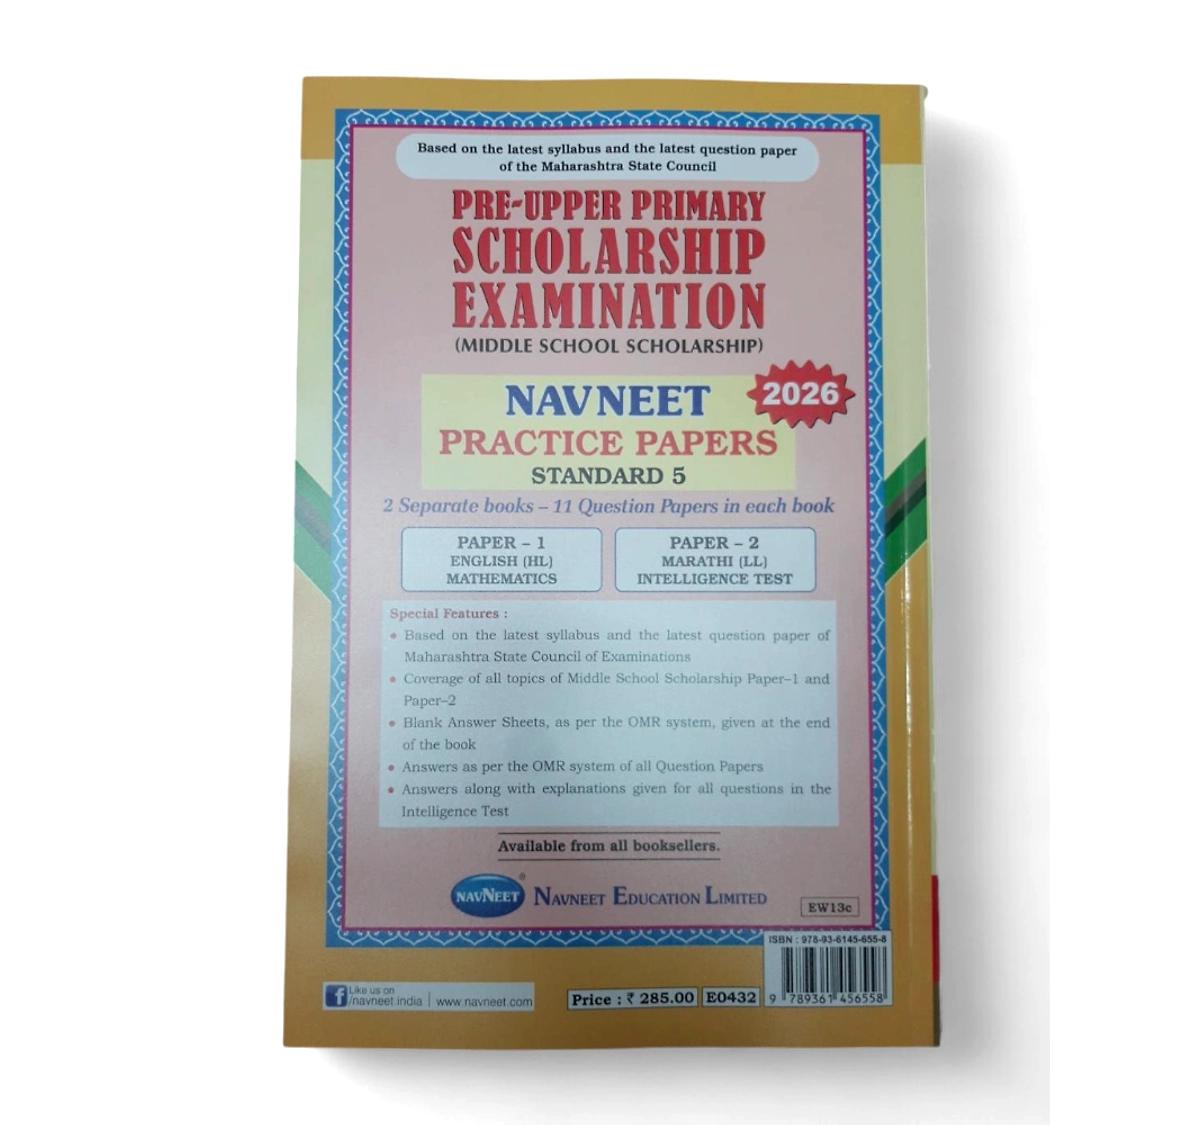 Based on the latest syllabus and the latest question paper
of the Maharashtra State Council
PRE-UPPER PRIMARY
SCHOLARSHIP
EXAMINATION
(MIDDLE SCHOOL SCHOLARSHIP)
2026
NAVNEET
PRACTICE PAPERS
STANDARD 5
2 Separate books – 11 Question Papers in each book
PAPER – 1
ENGLISH (HL)
MATHEMATICS
PAPER – 2
MARATHI (LL)
INTELLIGENCE TEST
Special Features :
• Based on the latest syllabus and the latest question paper of
Maharashtra State Council of Examinations
• Coverage of all topics of Middle School Scholarship Paper–1 and
Paper–2
• Blank Answer Sheets, as per the OMR system, given at the end
of the book
• Answers as per the OMR system of all Question Papers
• Answers along with explanations given for all questions in the
Intelligence Test
Available from all booksellers.
NAVNEET ® NAVNEET EDUCATION LIMITED
EW13c
ISBN : 978-93-6145-655-8
9 789361 456558
f Like us on
/navneet.india | www.navneet.com
Price : ₹ 285.00 E0432